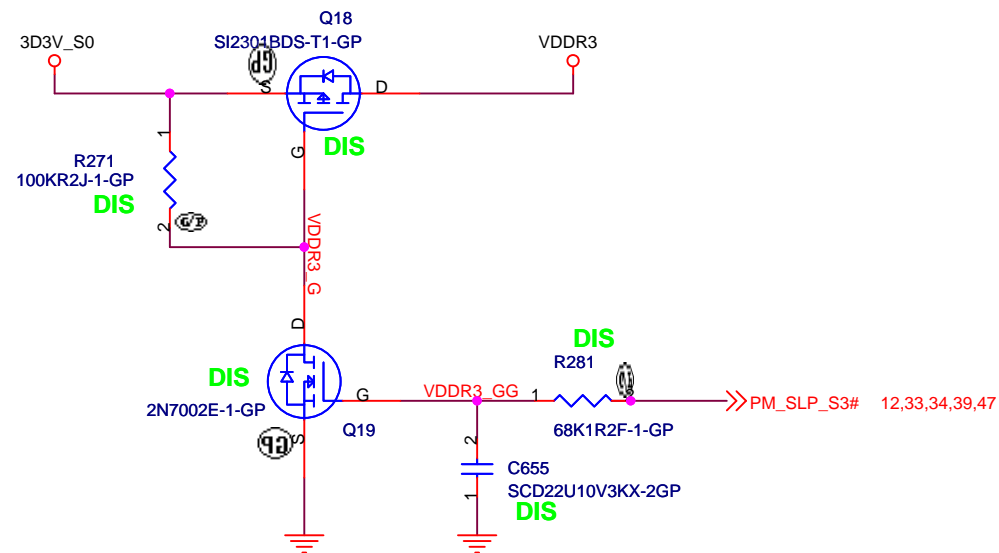 Q18
3D3V_S0
SI2301BDS-T1-GP
VDDR3
GP
S
D
DIS
G
1
R271
100KR2J-1-GP
DIS
2
G/P
VDDR3_G
D
DIS
R281
DIS
2N7002E-1-GP
G
VDDR3_GG
1
PM_SLP_S3#
12,33,34,39,47
Q19
68K1R2F-1-GP
GP
S
2
C655
SCD22U10V3KX-2GP
1
DIS